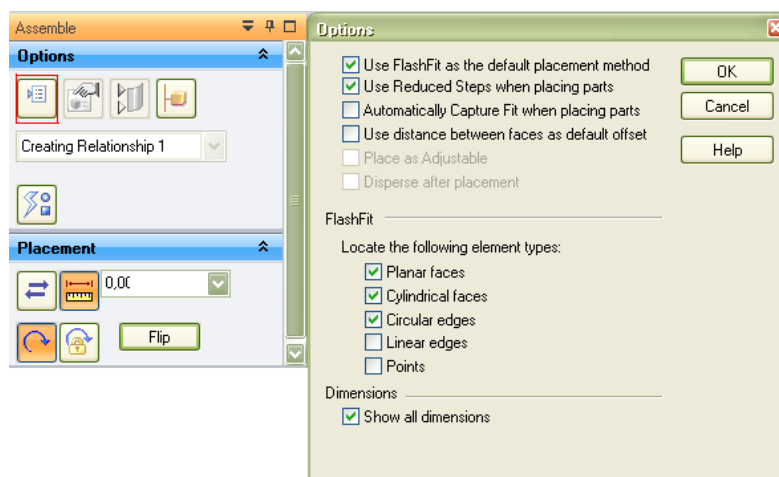 Assemble
Options
Creating Relationship 1
Placement
0,00
Flip
Options
Use FlashFit as the default placement method
Use Reduced Steps when placing parts
Automatically Capture Fit when placing parts
Use distance between faces as default offset
Place as Adjustable
Disperse after placement
OK
Cancel
Help
FlashFit
Locate the following element types:
Planar faces
Cylindrical faces
Circular edges
Linear edges
Points
Dimensions
Show all dimensions